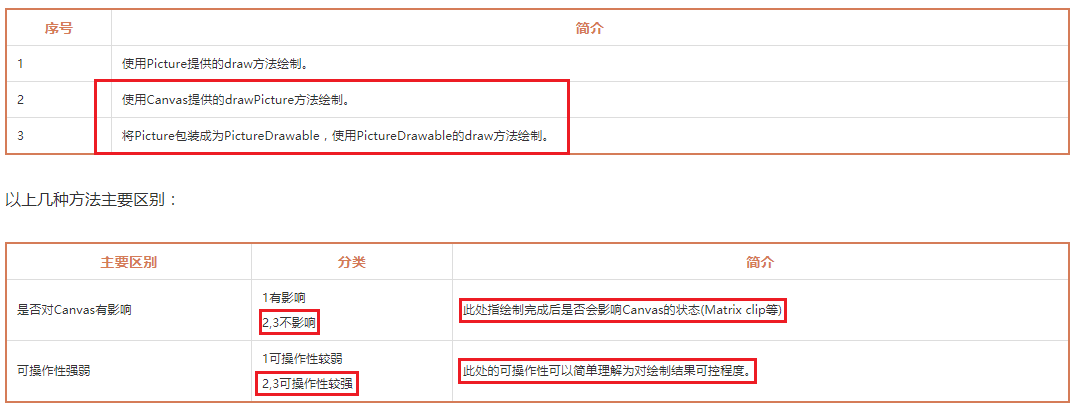 序号 简介
1 使用Picture提供的draw方法绘制。
2 使用Canvas提供的drawPicture方法绘制。
3 将Picture包装成为PictureDrawable，使用PictureDrawable的draw方法绘制。
以上几种方法主要区别：
主要区别 分类 简介
是否对Canvas有影响 1有影响
2,3不影响 此处指绘制完成后是否会影响Canvas的状态(Matrix clip等)
可操作性强弱 1可操作性较弱
2,3可操作性较强 此处的可操作性可以简单理解为对绘制结果可控程度。